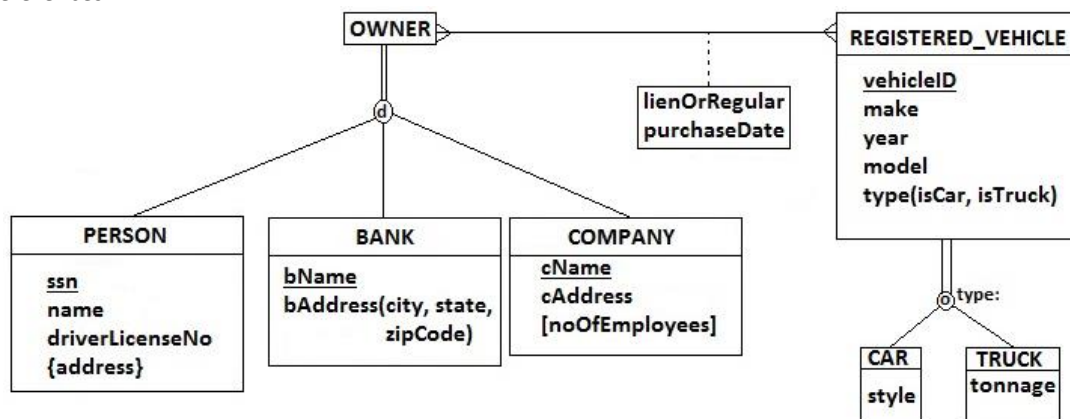 OWNER
REGISTERED_VEHICLE
vehicleID
make
year
model
type(isCar, isTruck)
lienOrRegular
purchaseDate
d
PERSON
ssn
name
driverLicenseNo
{address}
BANK
bName
bAddress(city, state,
zipCode)
COMPANY
cName
cAddress
[noOfEmployees]
o type:
CAR
style
TRUCK
tonnage